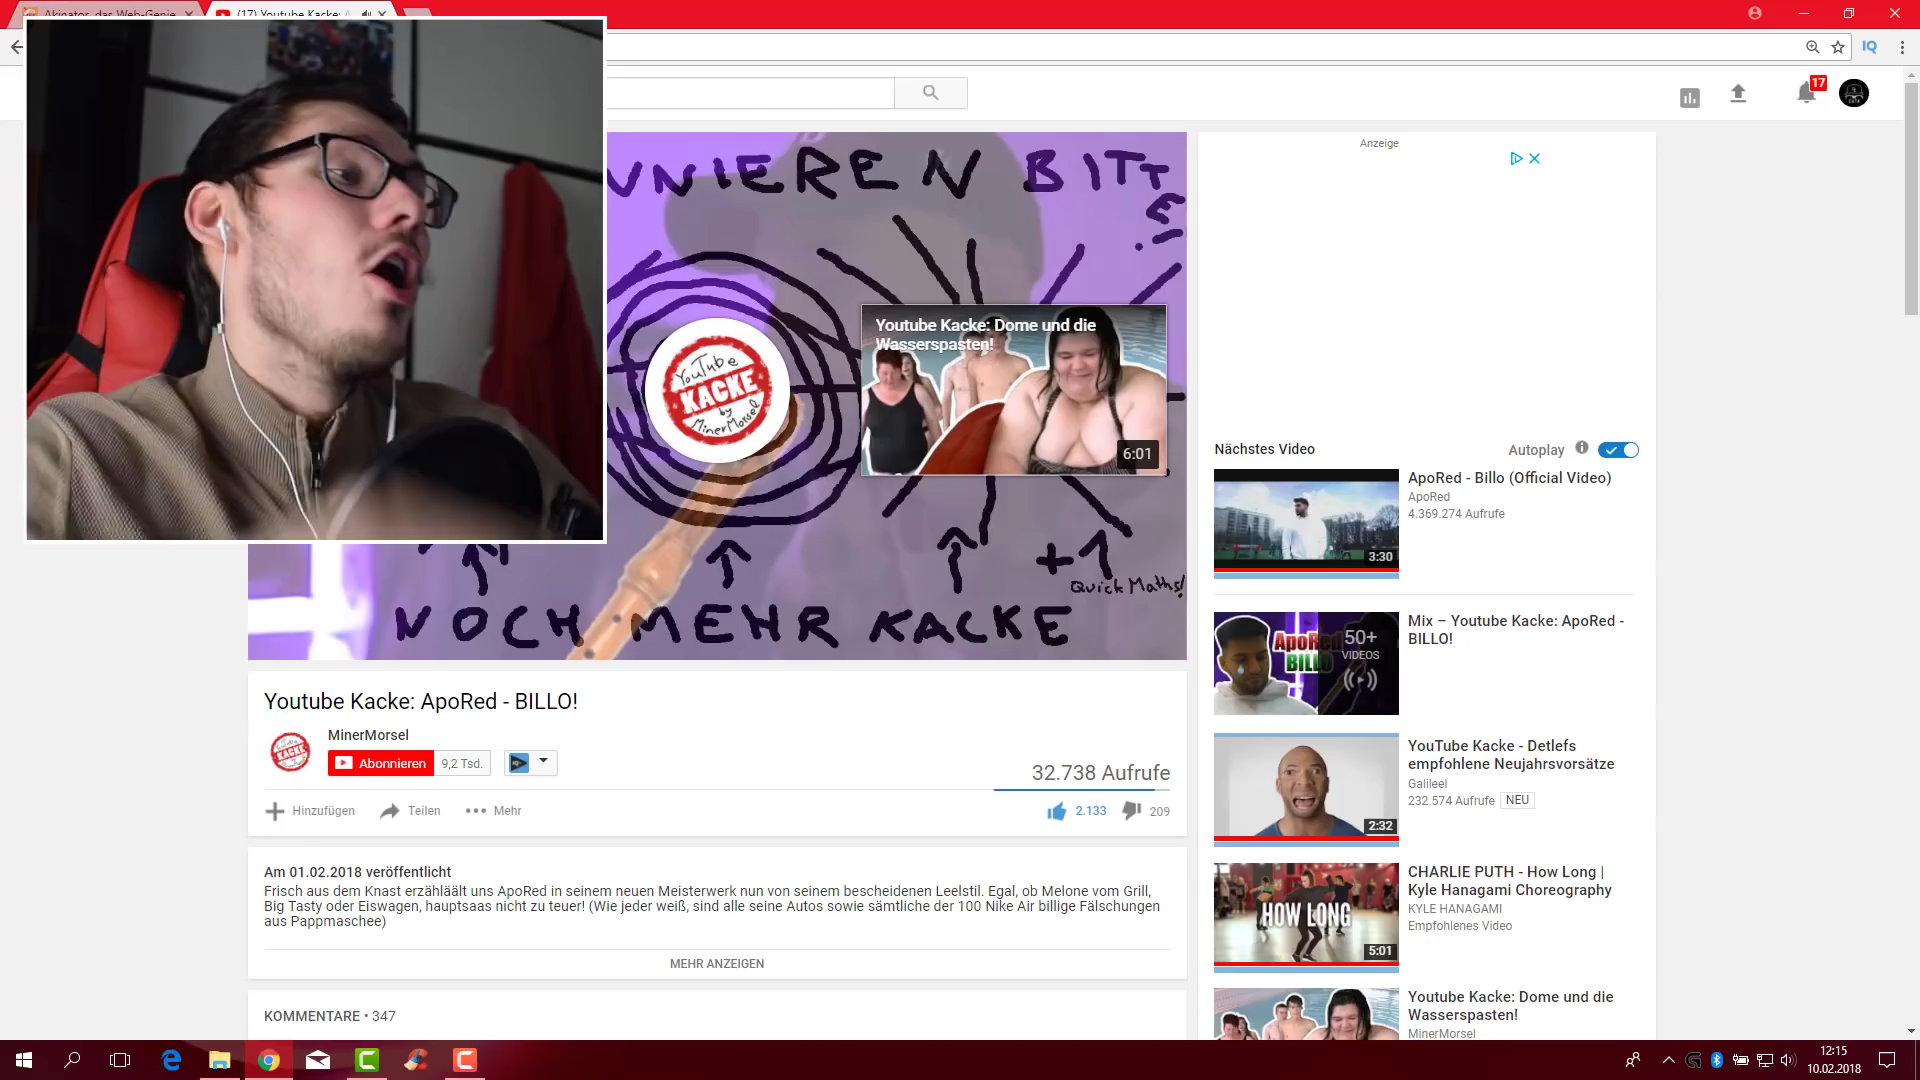 Akinator, das Web-Genie
(17) Youtube Kacke: A
IQ
17
Anzeige
NNIEREN BITTE
Youtube Kacke: Dome und die
Wasserspasten!
6:01
YouTube
KACKE
by
MinerMorsel
+1
Quick Maths!
NOCH MEHR KACKE
Youtube Kacke: ApoRed - BILLO!
MinerMorsel
Abonnieren
9,2 Tsd.
32.738 Aufrufe
Hinzufügen
Teilen
Mehr
2.133
209
Am 01.02.2018 veröffentlicht
Frisch aus dem Knast erzähläält uns ApoRed in seinem neuen Meisterwerk nun von seinem bescheidenen Leelstil. Egal, ob Melone vom Grill,
Big Tasty oder Eiswagen, hauptsaas nicht zu teuer! (Wie jeder weiß, sind alle seine Autos sowie sämtliche der 100 Nike Air billige Fälschungen
aus Pappmaschee)
MEHR ANZEIGEN
KOMMENTARE • 347
Nächstes Video
Autoplay
ApoRed - Billo (Official Video)
ApoRed
4.369.274 Aufrufe
3:30
Mix – Youtube Kacke: ApoRed -
BILLO!
ApoRed
BILLO
50+
VIDEOS
YouTube Kacke - Detlefs
empfohlene Neujahrsvorsätze
Galileel
232.574 Aufrufe
NEU
2:32
CHARLIE PUTH - How Long |
Kyle Hanagami Choreography
KYLE HANAGAMI
Empfohlenes Video
HOW LONG
5:01
Youtube Kacke: Dome und die
Wasserspasten!
MinerMorsel
12:15
10.02.2018